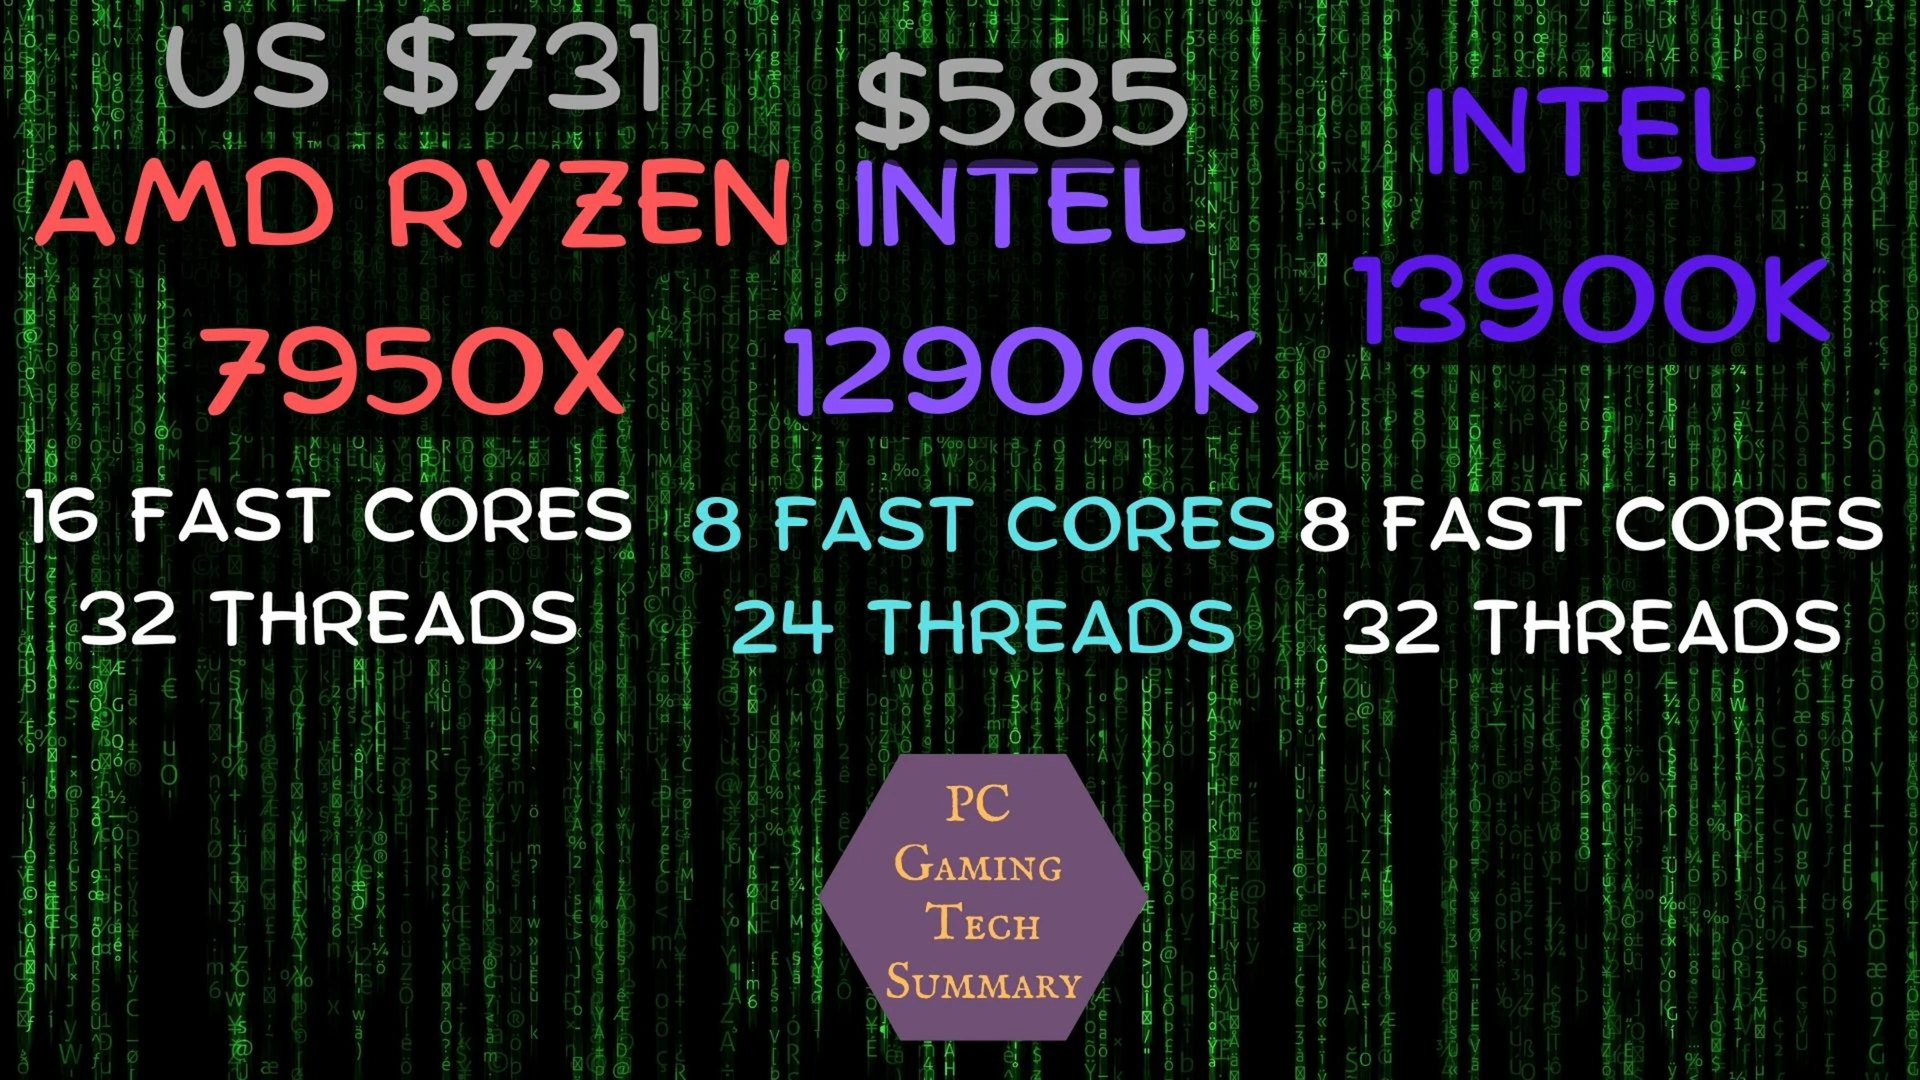 US $731
AMD RYZEN
7950X
16 FAST CORES
32 THREADS
$585
INTEL
12900K
8 FAST CORES
24 THREADS
INTEL
13900K
8 FAST CORES
32 THREADS
PC
GAMING
TECH
SUMMARY